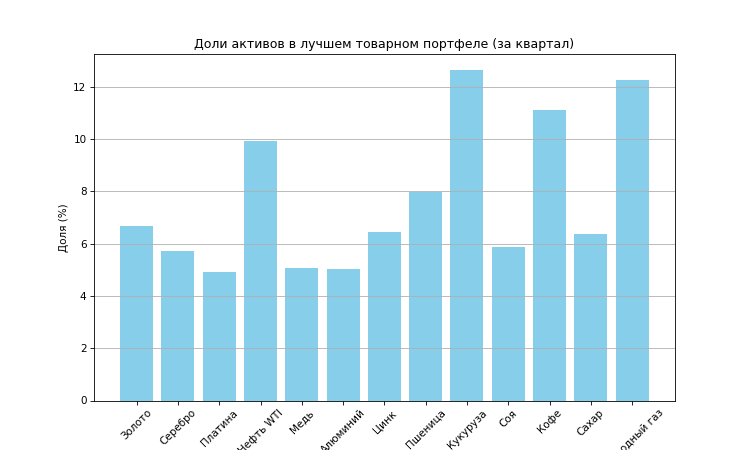 Доли активов в лучшем товарном портфеле (за квартал)
Доля (%)
12
10
8
6
4
2
0
Золото
Серебро
Платина
Нефть WTI
Медь
Алюминий
Цинк
Пшеница
Кукуруза
Соя
Кофе
Сахар
газ